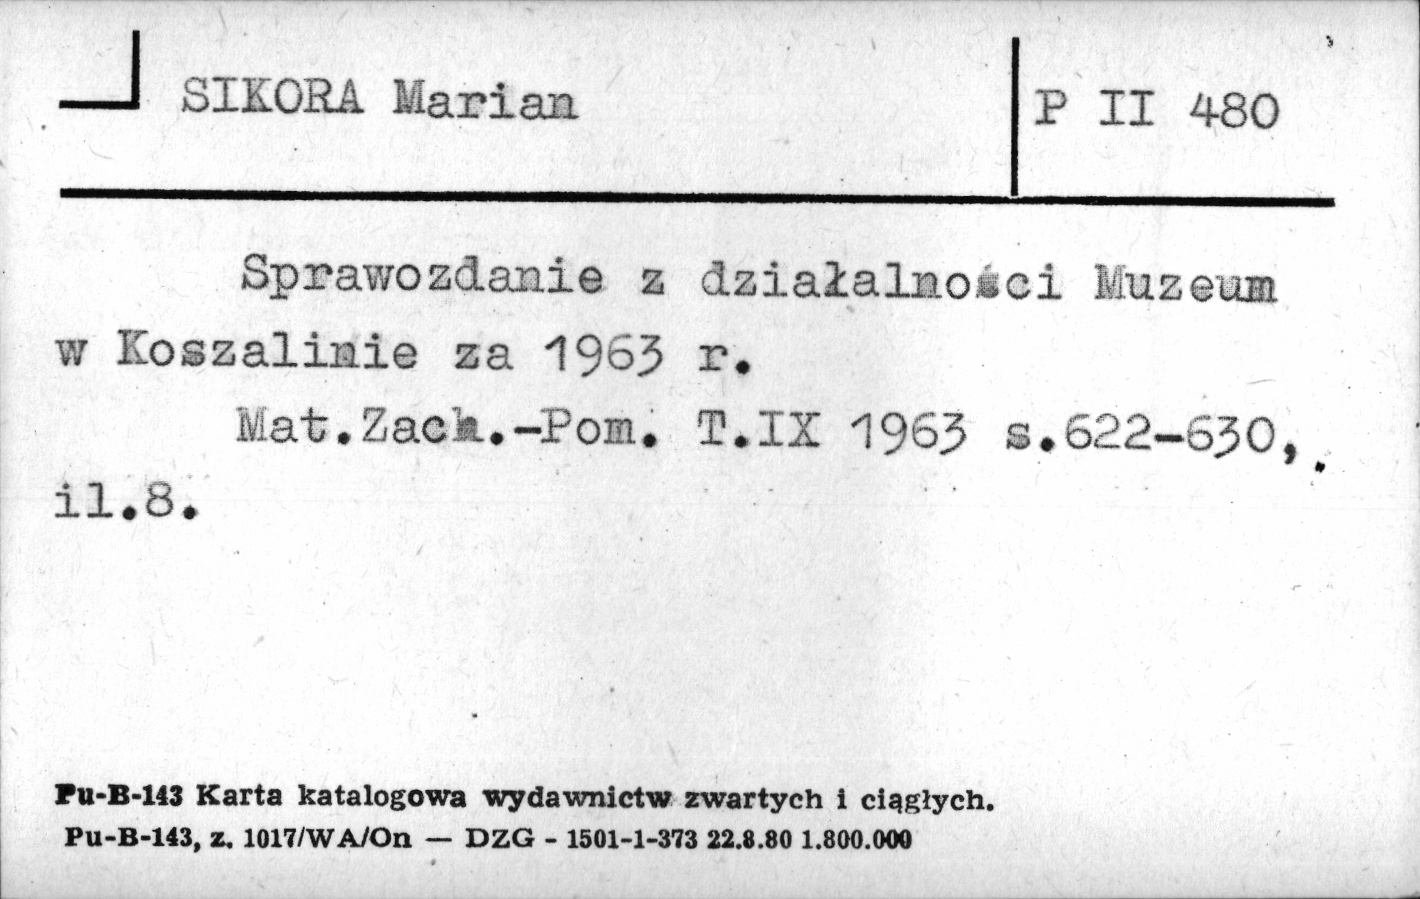 SIKORA Marian
P II 480
Sprawozdanie z działalności Muzeum
w Koszalinie za 1963 r.
Mat.Zach.-Pom. T.IX 1963 s.622-630,
il.8.
Pu-B-143 Karta katalogowa wydawnictw zwartych i ciągłych.
Pu-B-143, z. 1017/WA/On — DZG - 1501-1-373 22.8.80 1.800.000